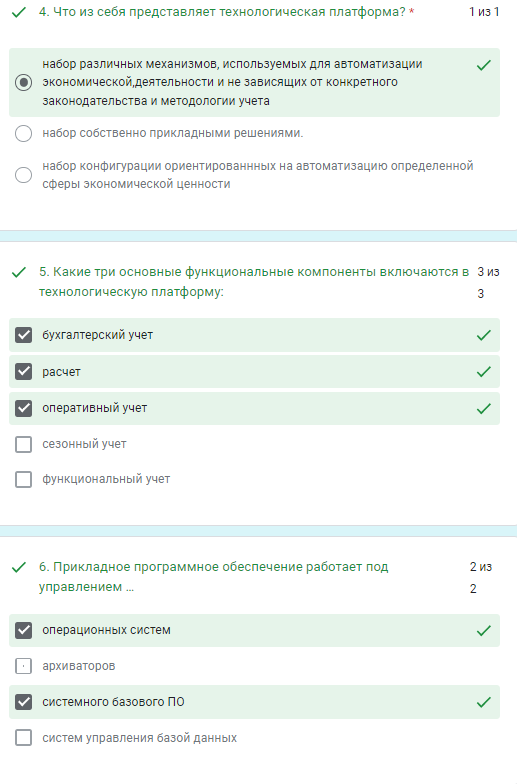 4. Что из себя представляет технологическая платформа? * 1 из 1
набор различных механизмов, используемых для автоматизации
экономической,деятельности и не зависящих от конкретного
законодательства и методологии учета
набор собственно прикладными решениями.
набор конфигурации ориентированнных на автоматизацию определенной
сферы экономической ценности
5. Какие три основные функциональные компоненты включаются в 3 из
технологическую платформу: 3
бухгалтерский учет
расчет
оперативный учет
сезонный учет
функциональный учет
6. Прикладное программное обеспечение работает под 2 из
управлением ... 2
операционных систем
архиваторов
системного базового ПО
систем управления базой данных